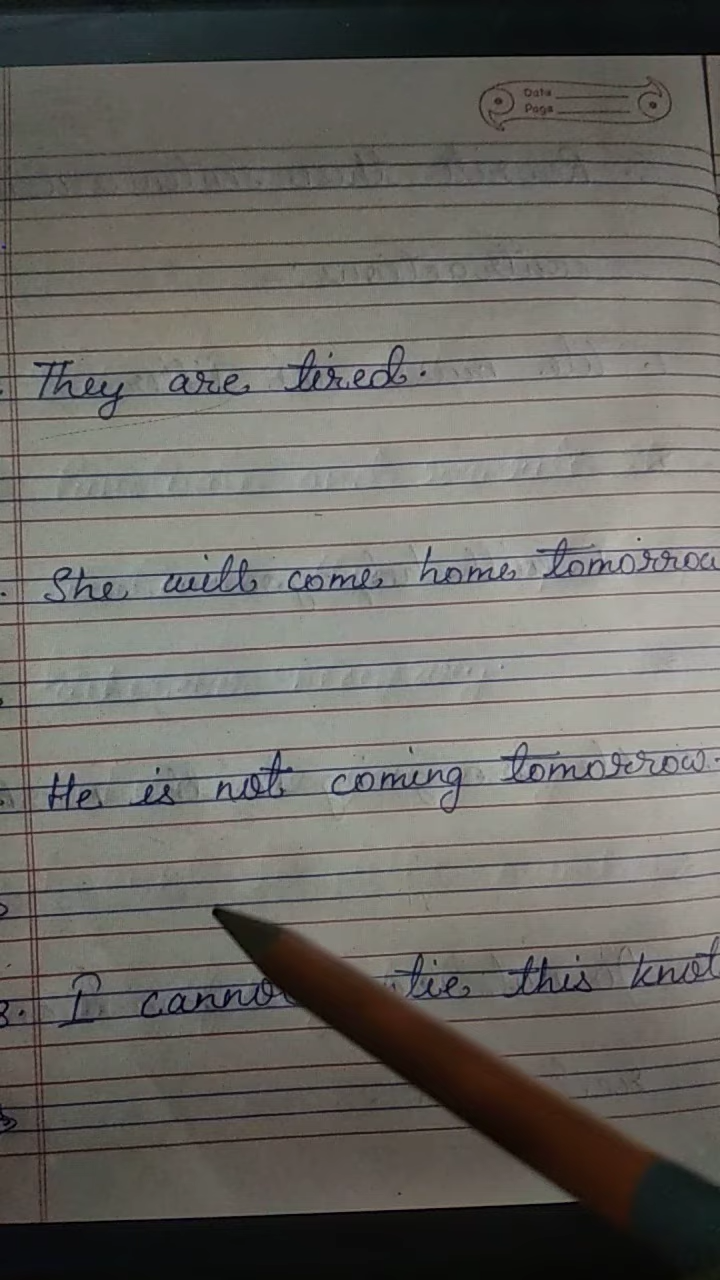 Date
Page
They are tired.
She will come home tomorrow
He is not coming tomorrow.
3. I cannot tie this knot